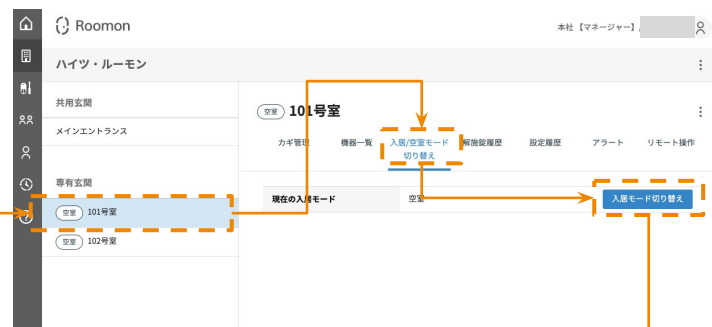 Roomon
本社 【マネージャー】
ハイツ・ルーモン
共用玄関
メインエントランス
専有玄関
空室 101号室
空室 102号室
空室 101号室
カギ管理 機器一覧 入居/空室モード 解施錠履歴 設定履歴 アラート リモート操作
切り替え
現在の入居モード 空室 入居モード切り替え